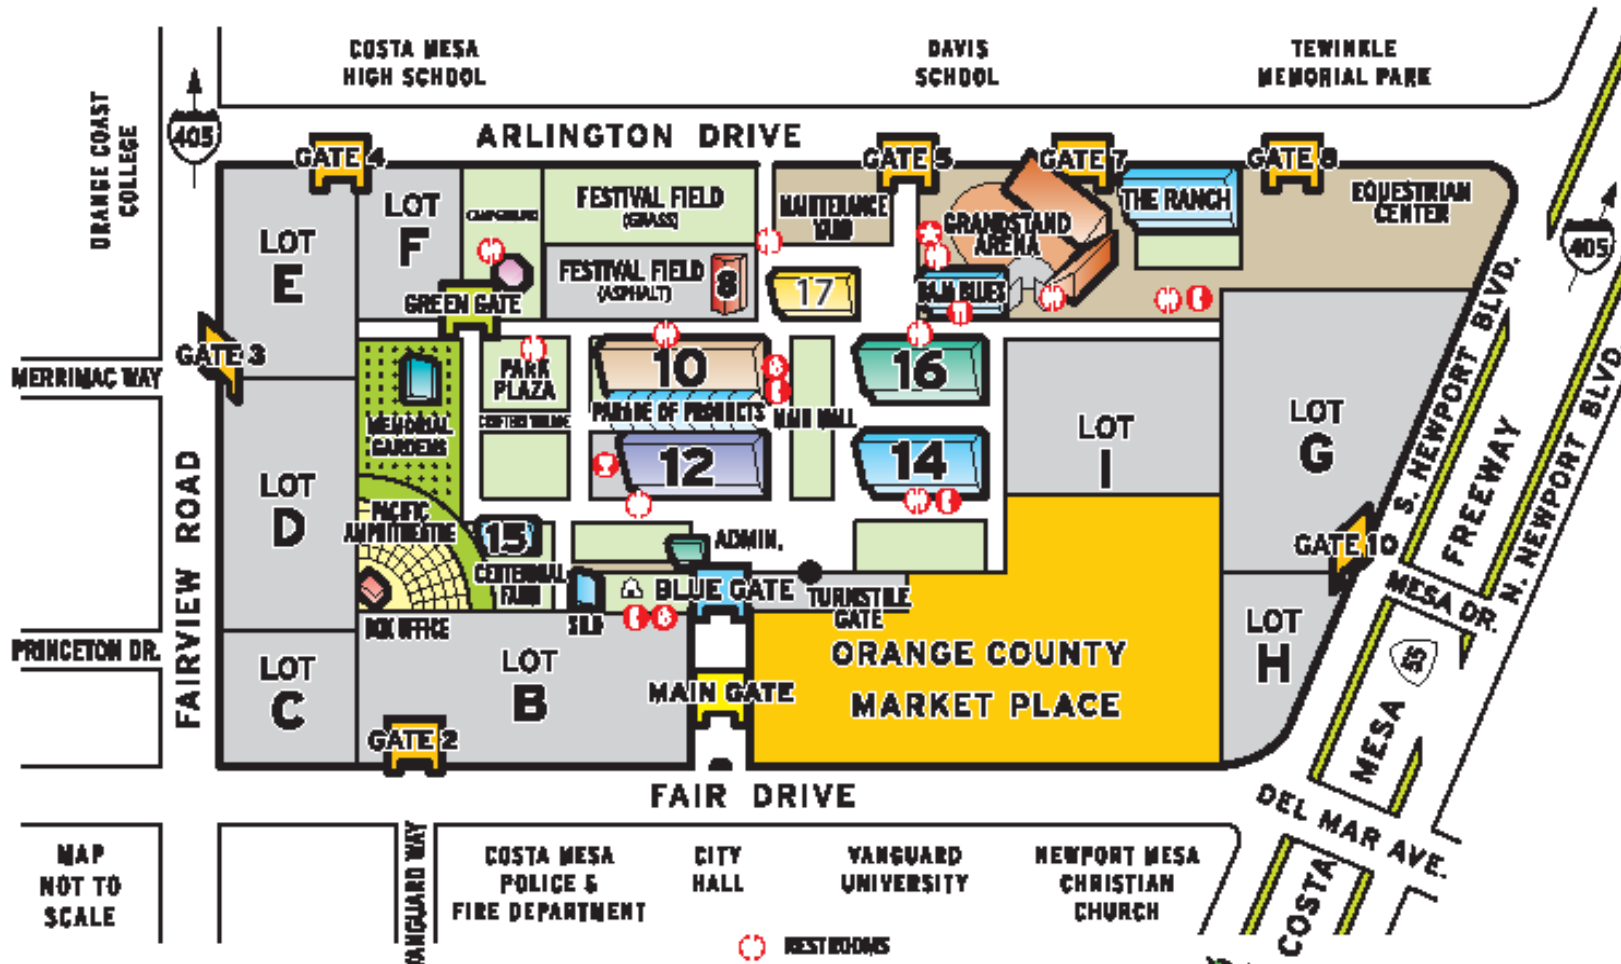 COSTA MESA
HIGH SCHOOL
DAVIS
SCHOOL
TEWINKLE
MEMORIAL PARK
ORANGE COAST
COLLEGE
405
ARLINGTON DRIVE
GATE 4
GATE 5
GATE 7
GATE 8
LOT
F
CAMPGROUND
FESTIVAL FIELD
(GRASS)
MAINTENANCE
YARD
GRANDSTAND
ARENA
THE RANCH
EQUESTRIAN
CENTER
405
LOT
E
FESTIVAL FIELD
(ASPHALT)
8
17
BAJA BLUES
GREEN GATE
GATE 3
MERRIMAC WAY
PARK
PLAZA
10
16
PARADE OF PRODUCTS
MAIN MALL
MEMORIAL
GARDENS
12
14
LOT
I
LOT
G
S. NEWPORT BLVD.
FREEWAY
N. NEWPORT BLVD.
LOT
D
PACIFIC
AMPHITHEATRE
15
CENTENNIAL
FARM
ADMIN.
GATE 10
MESA DR.
BLUE GATE
TURNSTILE
GATE
BOX OFFICE
SILO
FAIRVIEW ROAD
PRINCETON DR.
LOT
C
LOT
B
MAIN GATE
ORANGE COUNTY
MARKET PLACE
LOT
H
55
GATE 2
FAIR DRIVE
MESA
DEL MAR AVE.
COSTA
MAP
NOT TO
SCALE
VANGUARD WAY
COSTA MESA
POLICE &
FIRE DEPARTMENT
CITY
HALL
VANGUARD
UNIVERSITY
NEWPORT MESA
CHRISTIAN
CHURCH
RESTROOMS